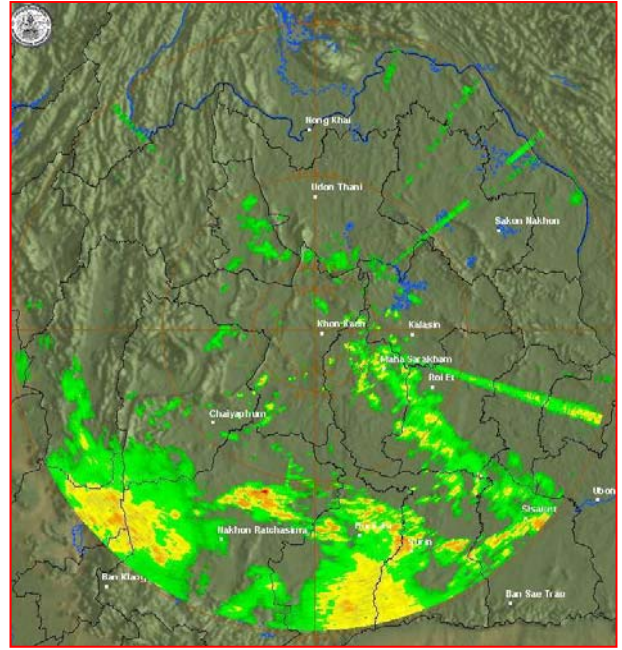 Nong Khai
Udon Thani
Sakon Nakhon
Khon Kaen
Kalasin
Maha Sarakham
Roi Et
Chaiyaphum
Ubon
Sisaket
Nakhon Ratchasima
Surin
Ban Klang
Ban Sae Trau